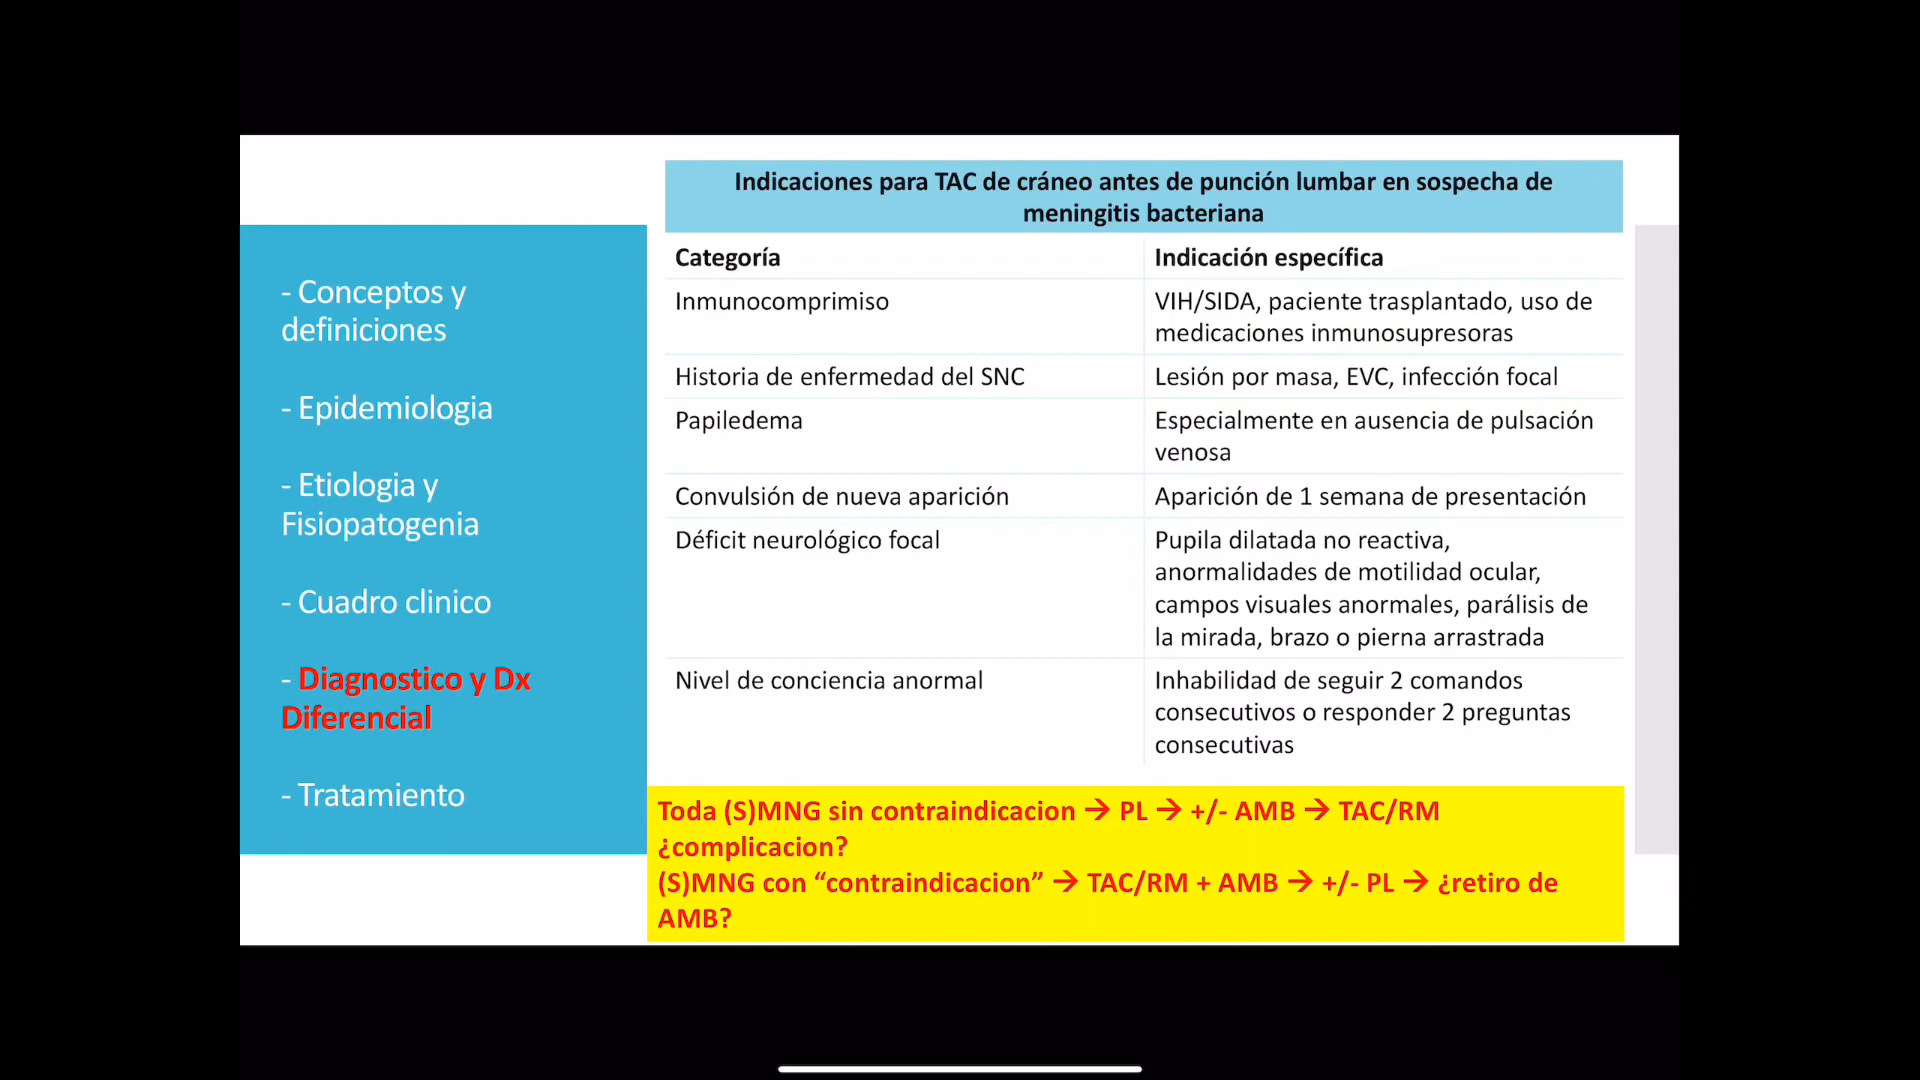 - Conceptos y
definiciones
- Epidemiologia
- Etiologia y
Fisiopatogenia
- Cuadro clinico
- Diagnostico y Dx
Diferencial
- Tratamiento
Indicaciones para TAC de cráneo antes de punción lumbar en sospecha de
meningitis bacteriana
Categoría
Indicación específica
Inmunocomprimiso
VIH/SIDA, paciente trasplantado, uso de
medicaciones inmunosupresoras
Historia de enfermedad del SNC
Lesión por masa, EVC, infección focal
Papiledema
Especialmente en ausencia de pulsación
venosa
Convulsión de nueva aparición
Aparición de 1 semana de presentación
Déficit neurológico focal
Pupila dilatada no reactiva,
anormalidades de motilidad ocular,
campos visuales anormales, parálisis de
la mirada, brazo o pierna arrastrada
Nivel de conciencia anormal
Inhabilidad de seguir 2 comandos
consecutivos o responder 2 preguntas
consecutivas
Toda (S)MNG sin contraindicacion → PL → +/- AMB → TAC/RM
¿complicacion?
(S)MNG con “contraindicacion” → TAC/RM + AMB → +/- PL → ¿retiro de
AMB?